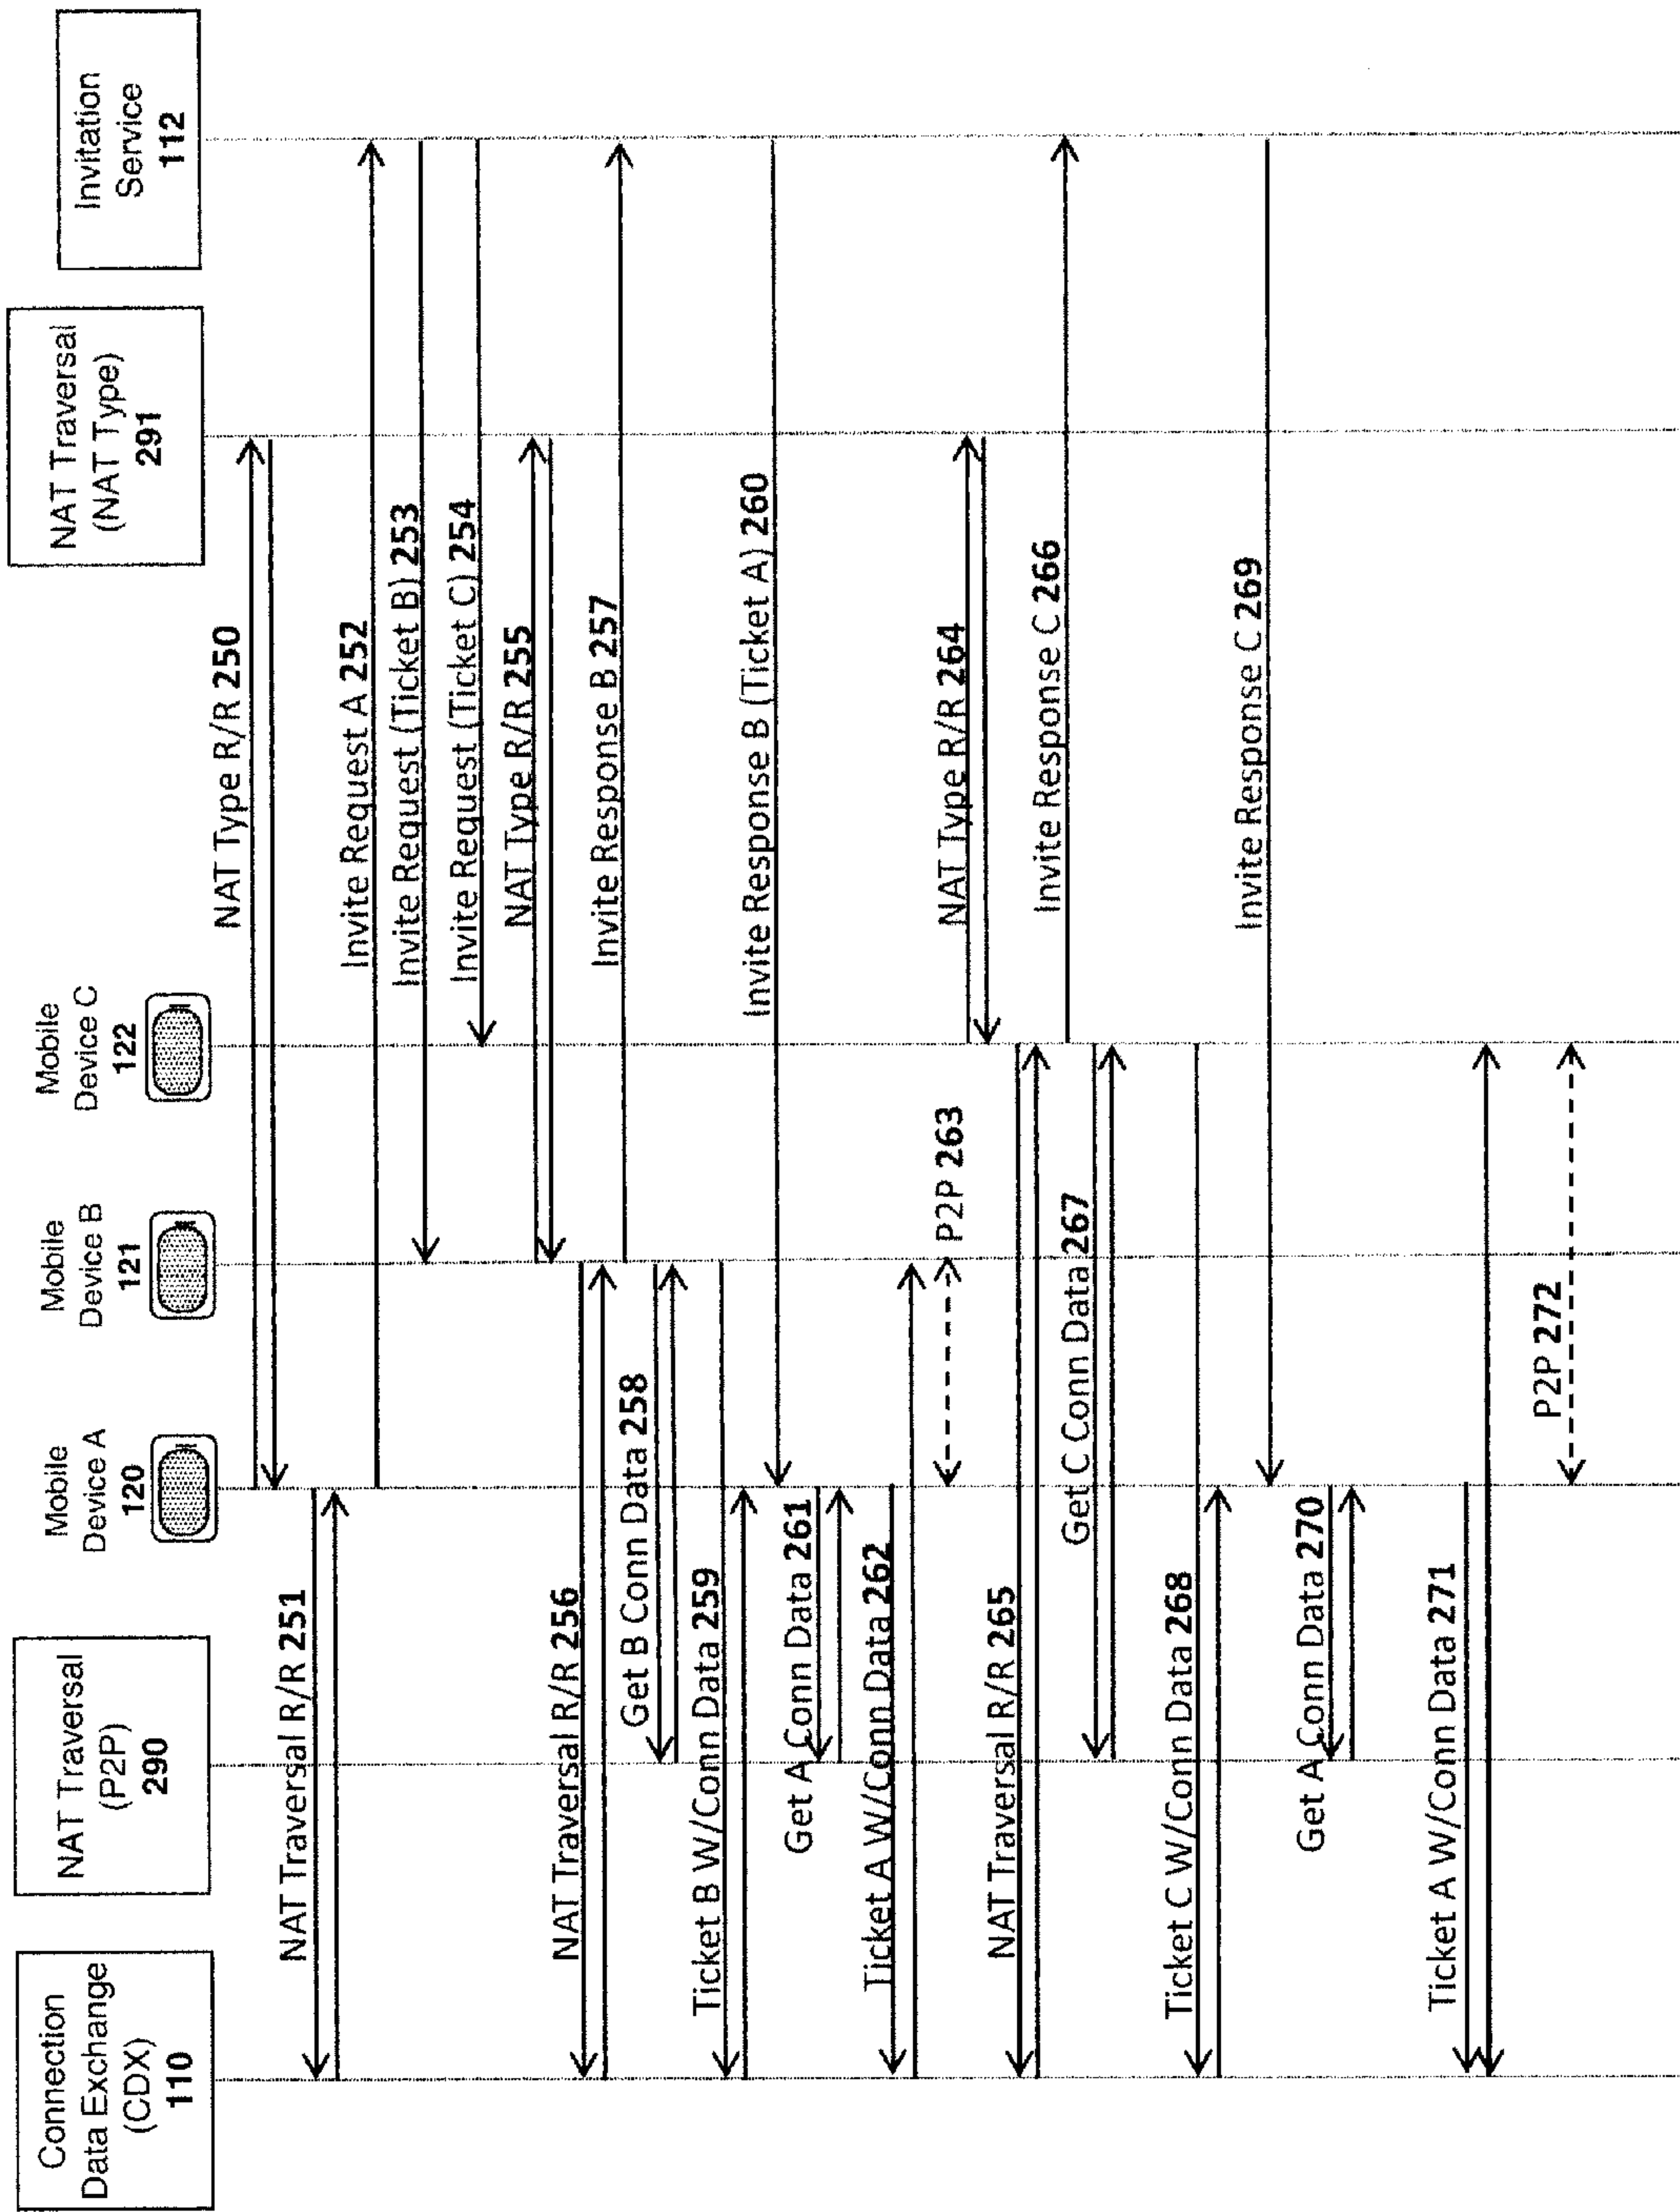 Connection
Data Exchange
(CDX)
110
NAT Traversal
(P2P)
290
Mobile
Device A
120
Mobile
Device B
121
Mobile
Device C
122
NAT Traversal
(NAT Type)
291
Invitation
Service
112
NAT Type R/R 250
NAT Traversal R/R 251
Invite Request A 252
Invite Request (Ticket B) 253
Invite Request (Ticket C) 254
NAT Type R/R 255
NAT Traversal R/R 256
Invite Response B 257
Get B Conn Data 258
Ticket B W/Conn Data 259
Invite Response B (Ticket A) 260
Get A Conn Data 261
Ticket A W/Conn Data 262
P2P 263
NAT Type R/R 264
NAT Traversal R/R 265
Invite Response C 266
Get C Conn Data 267
Ticket C W/Conn Data 268
Invite Response C 269
Get A Conn Data 270
Ticket A W/Conn Data 271
P2P 272